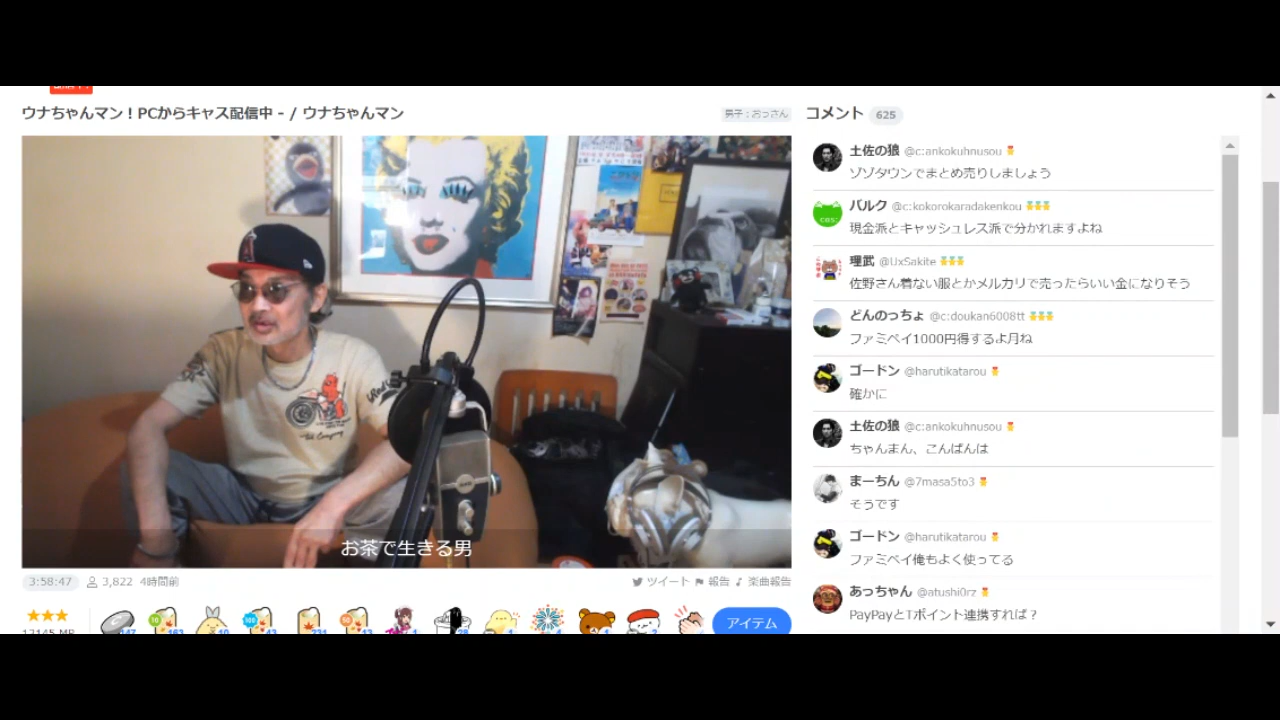 ウナちゃんマン！PCからキャス配信中 - / ウナちゃんマン
男子：おっさん
お茶で生きる男
3:58:47 3,822 4時間前
ツイート 報告 楽曲報告
アイテム
コメント 625
土佐の狼 @c:ankokuhnusou
ゾゾタウンでまとめ売りしましょう
バルク @c:kokorokaradakenkou
現金派とキャッシュレス派で分かれますよね
理武 @UxSakite
佐野さん着ない服とかメルカリで売ったらいい金になりそう
どんのっちょ @c:doukan6008tt
ファミペイ1000円得するよ月ね
ゴードン @harutikatarou
確かに
土佐の狼 @c:ankokuhnusou
ちゃんまん、こんばんは
まーちん @7masa5to3
そうです
ゴードン @harutikatarou
ファミペイ俺もよく使ってる
あっちゃん @atushi0rz
PayPayとTポイント連携すれば？